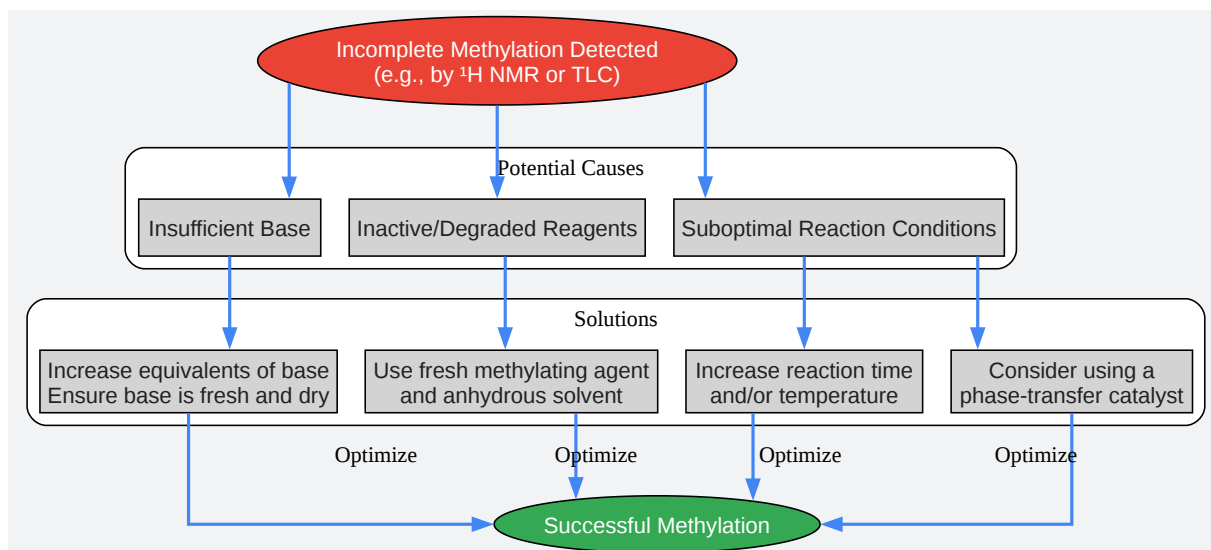 Incomplete Methylation Detected
(e.g., by ¹H NMR or TLC)
Potential Causes
Insufficient Base
Inactive/Degraded Reagents
Suboptimal Reaction Conditions
Solutions
Increase equivalents of base
Ensure base is fresh and dry
Use fresh methylating agent
and anhydrous solvent
Increase reaction time
and/or temperature
Consider using a
phase-transfer catalyst
Optimize
Optimize
Optimize
Optimize
Successful Methylation